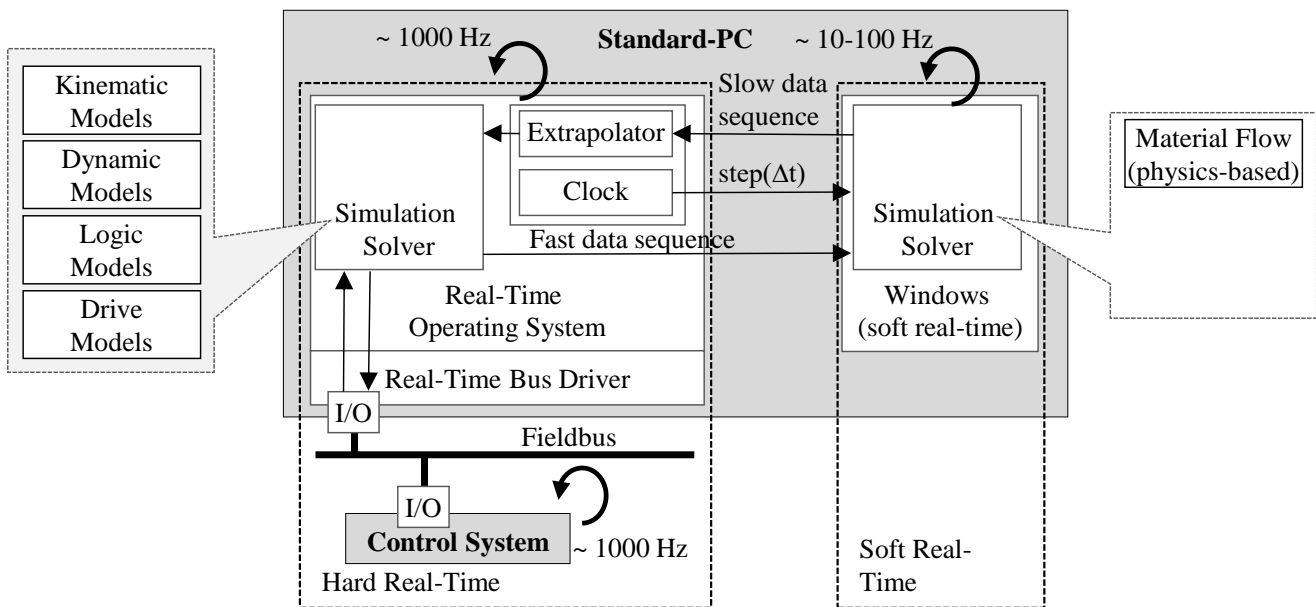 ~ 1000 Hz
Standard-PC
~ 10-100 Hz
Kinematic
Models
Dynamic
Models
Logic
Models
Drive
Models
Extrapolator
Clock
Simulation
Solver
Slow data
sequence
step(Δt)
Fast data sequence
Simulation
Solver
Material Flow
(physics-based)
Real-Time
Operating System
Windows
(soft real-time)
Real-Time Bus Driver
I/O
Fieldbus
I/O
Control System
~ 1000 Hz
Hard Real-Time
Soft Real-
Time